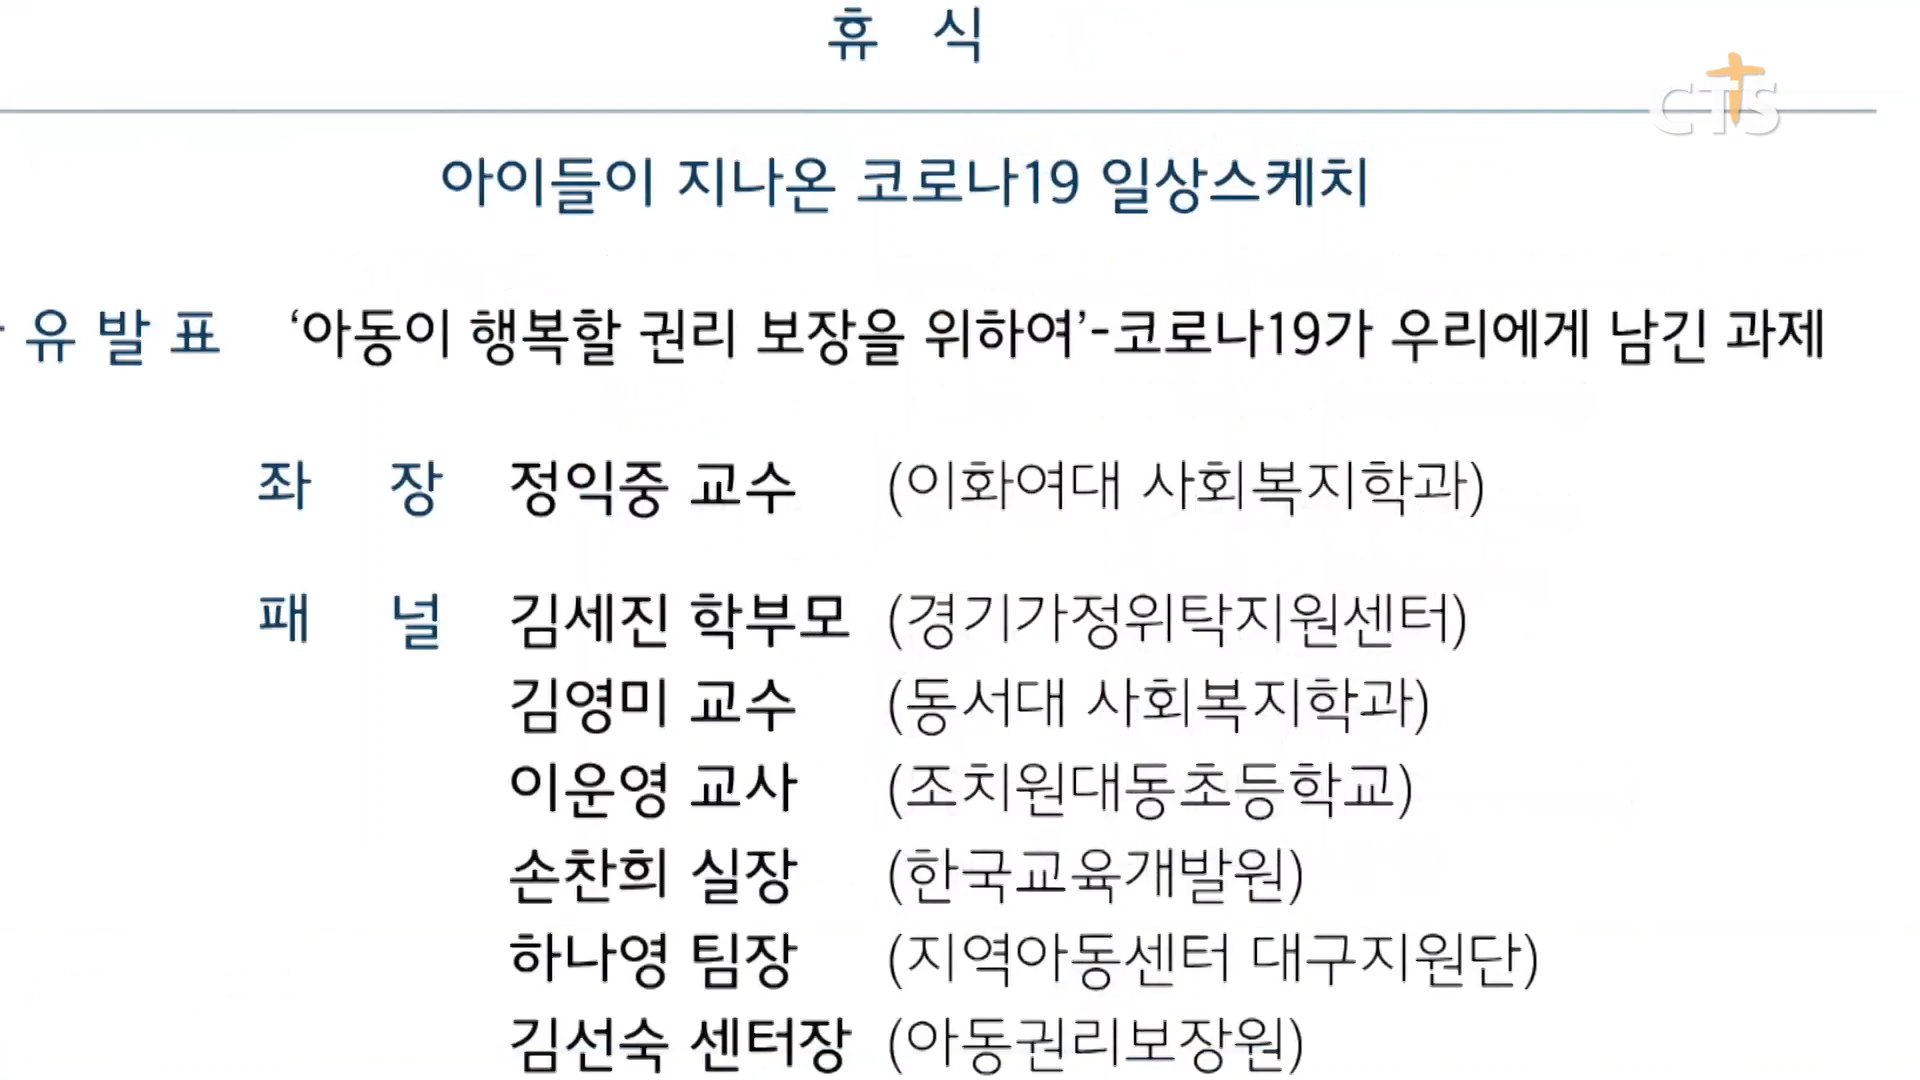 휴 식
CTS
아이들이 지나온 코로나19 일상스케치
유 발 표 ‘아동이 행복할 권리 보장을 위하여’-코로나19가 우리에게 남긴 과제
좌 장 정익중 교수 (이화여대 사회복지학과)
패 널 김세진 학부모 (경기가정위탁지원센터)
김영미 교수 (동서대 사회복지학과)
이운영 교사 (조치원대동초등학교)
손찬희 실장 (한국교육개발원)
하나영 팀장 (지역아동센터 대구지원단)
김선숙 센터장 (아동권리보장원)